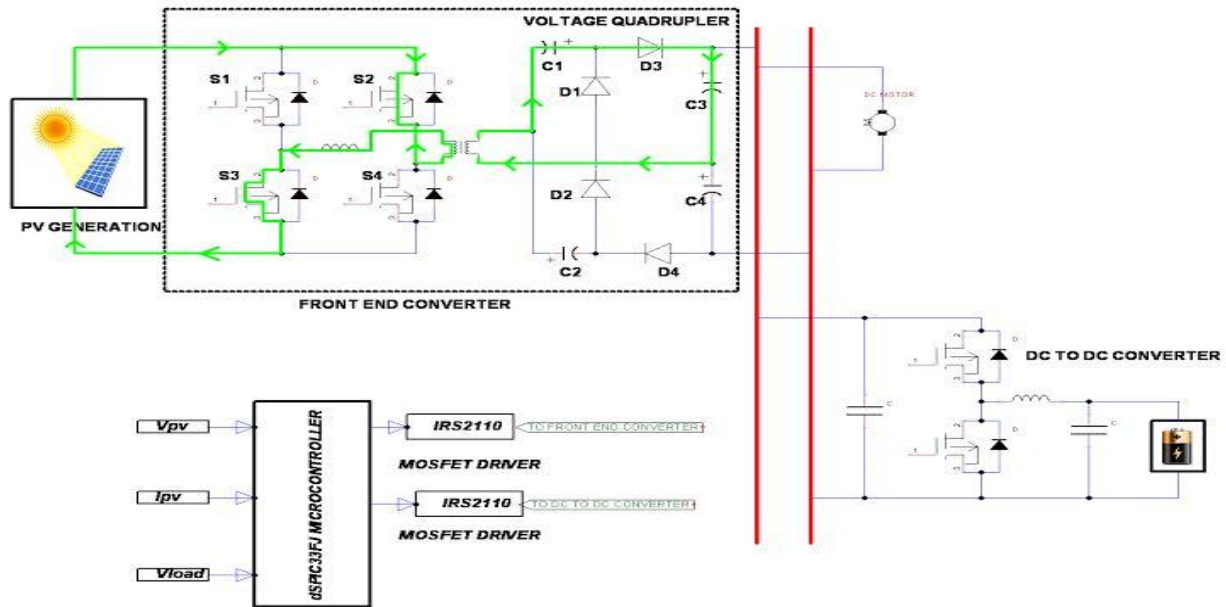 VOLTAGE QUADRUPLER
S1
S2
C1
+
D3
D1
+
C3
DC MOTOR
M
S3
S4
D2
+
C4
PV GENERATION
+
C2
D4
FRONT END CONVERTER
DC TO DC CONVERTER
Vpv
Ipv
Vload
dSPIC33FJ MICROCONTROLLER
IRS2110
TO FRONT END CONVERTER
MOSFET DRIVER
IRS2110
TO DC TO DC CONVERTER
MOSFET DRIVER
C
C